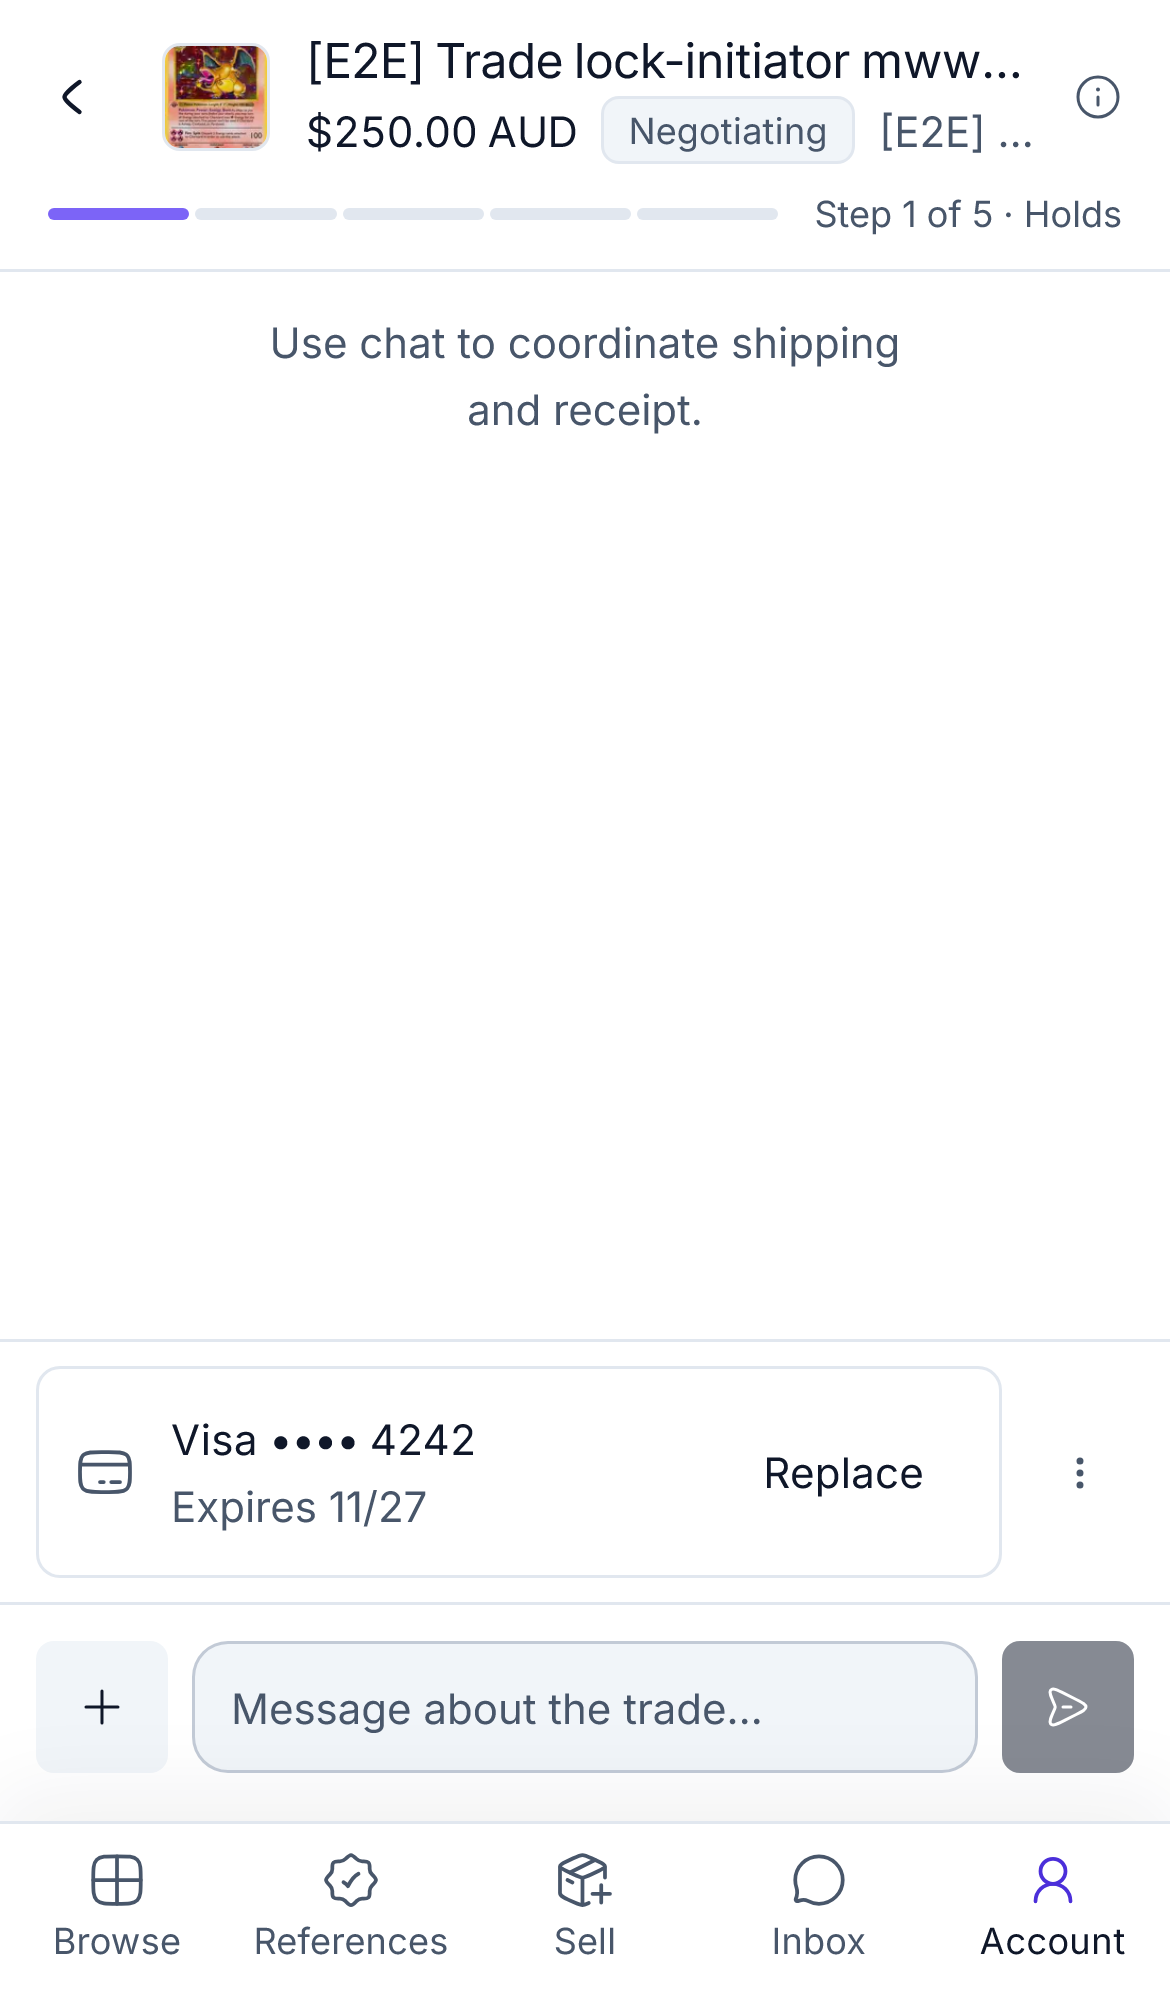 [E2E] Trade lock-initiator mww...
$250.00 AUD Negotiating [E2E] ...
Step 1 of 5 · Holds
Use chat to coordinate shipping
and receipt.
Visa •••• 4242
Expires 11/27
Replace
Message about the trade...
Browse References Sell Inbox Account